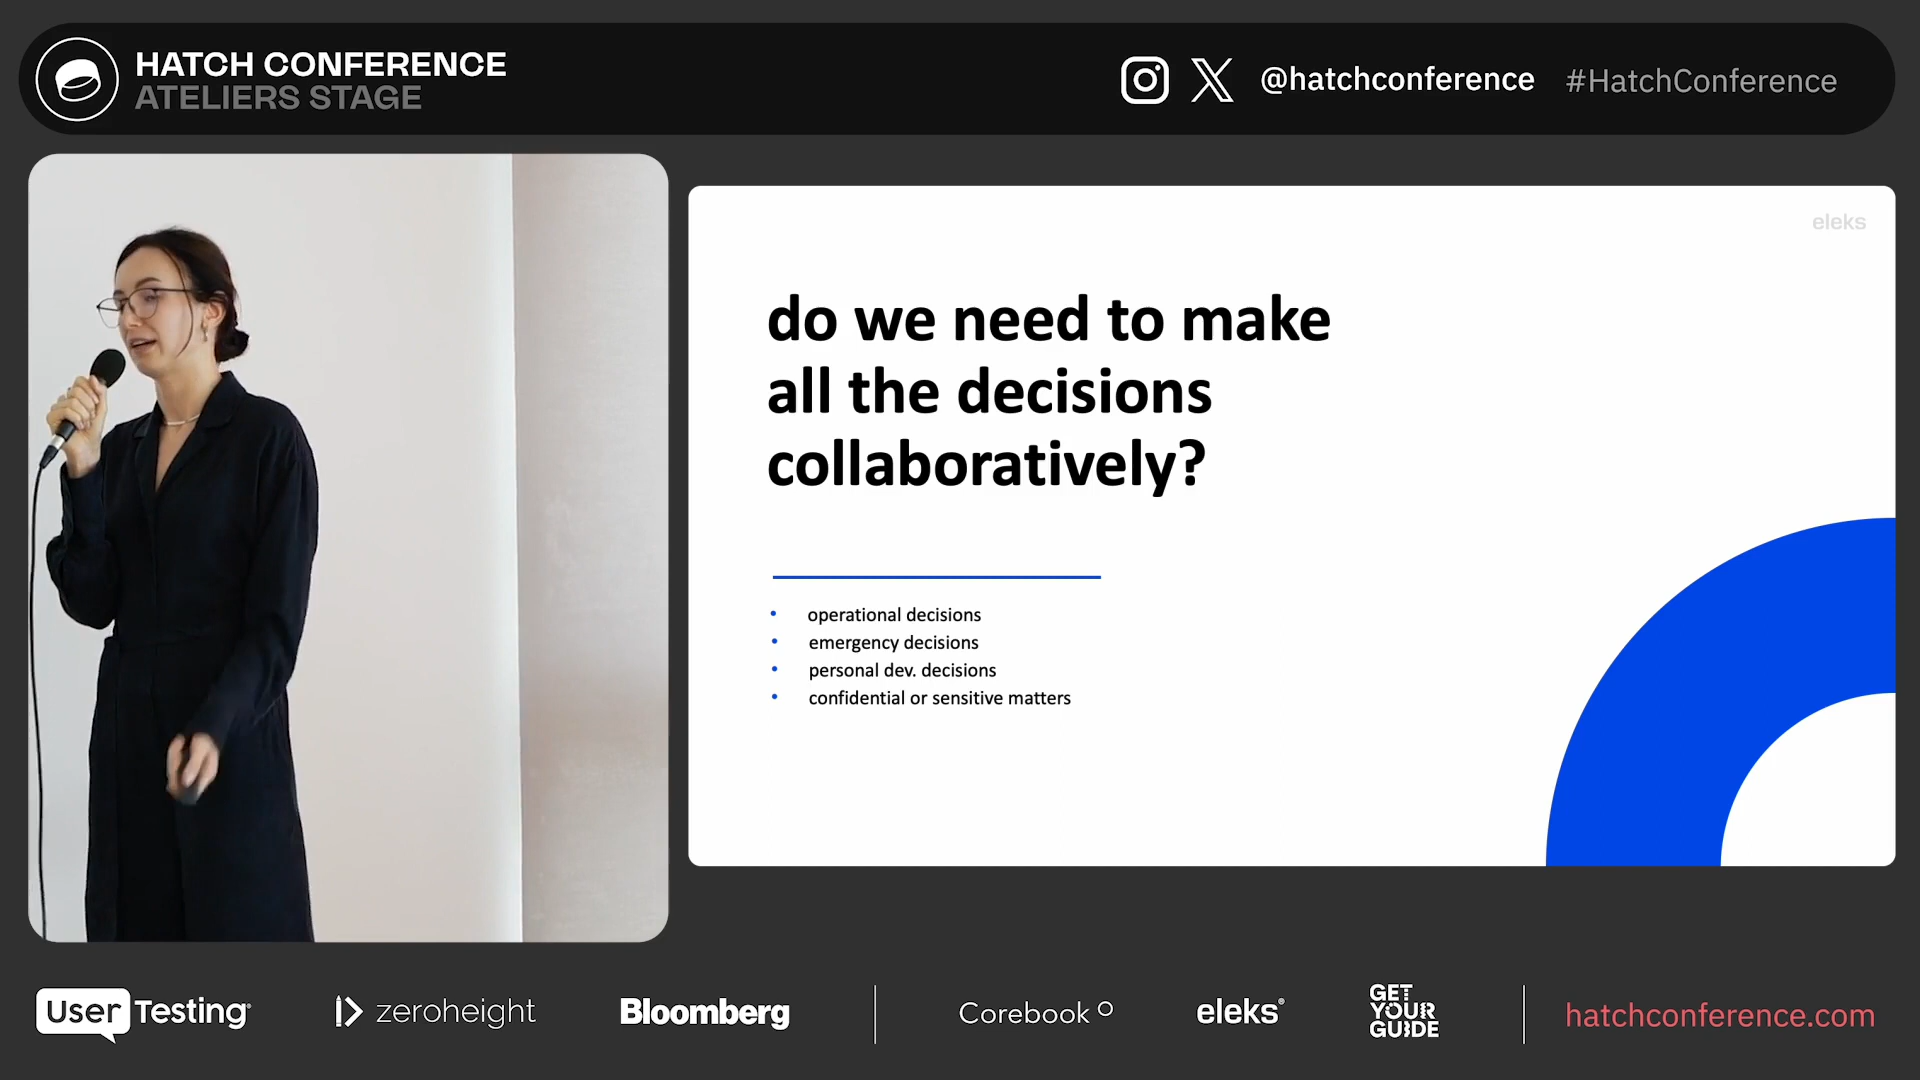 HATCH CONFERENCE
ATELIERS STAGE
@hatchconference #HatchConference
eleks
do we need to make
all the decisions
collaboratively?
• operational decisions
• emergency decisions
• personal dev. decisions
• confidential or sensitive matters
UserTesting zeroheight Bloomberg Corebook eleks® GET YOUR GUIDE hatchconference.com